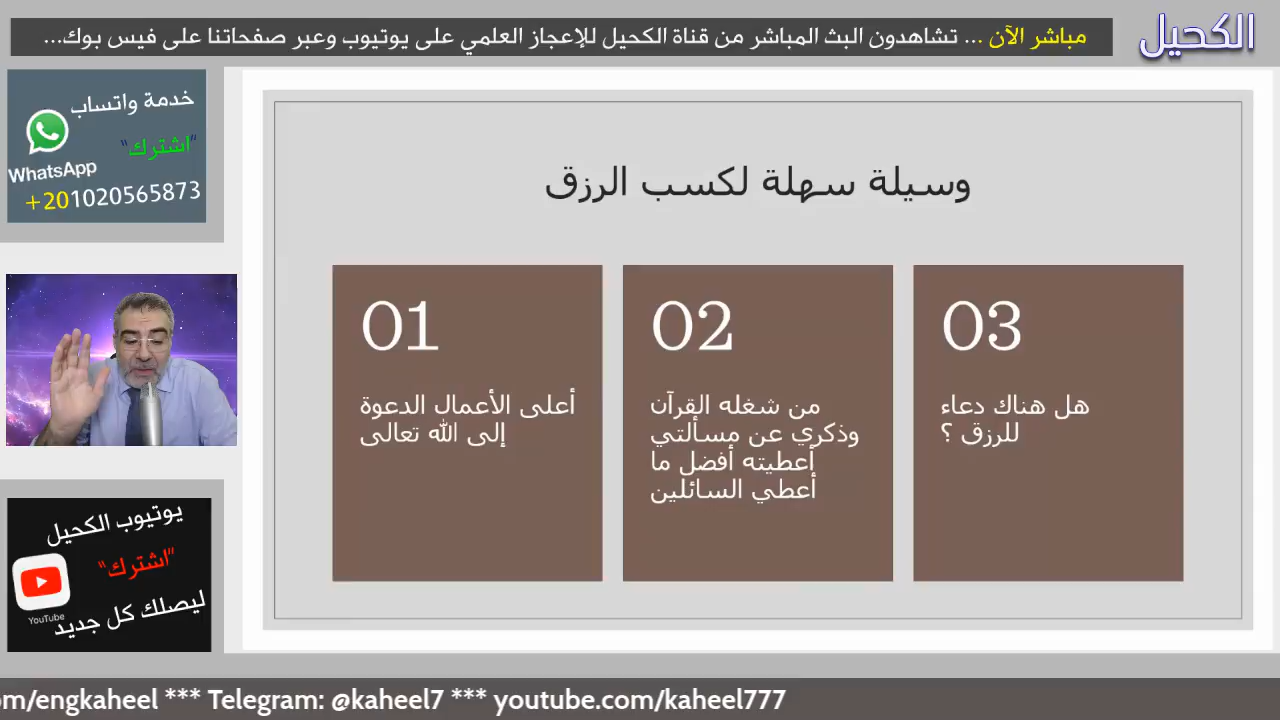 الكحيل
مباشر الآن ... تشاهدون البث المباشر من قناة الكحيل للإعجاز العلمي على يوتيوب وعبر صفحاتنا على فيس بوك...
خدمة واتساب
"اشترك"
WhatsApp
+201020565873
وسيلة سهلة لكسب الرزق
01
أعلى الأعمال الدعوة
إلى الله تعالى
02
من شغله القرآن
وذكري عن مسألتي
أعطيته أفضل ما
أعطي السائلين
03
هل هناك دعاء
للرزق ؟
يوتيوب الكحيل
"اشترك"
YouTube
ليصلك كل جديد
om/engkaheel *** Telegram: @kaheel7 *** youtube.com/kaheel777